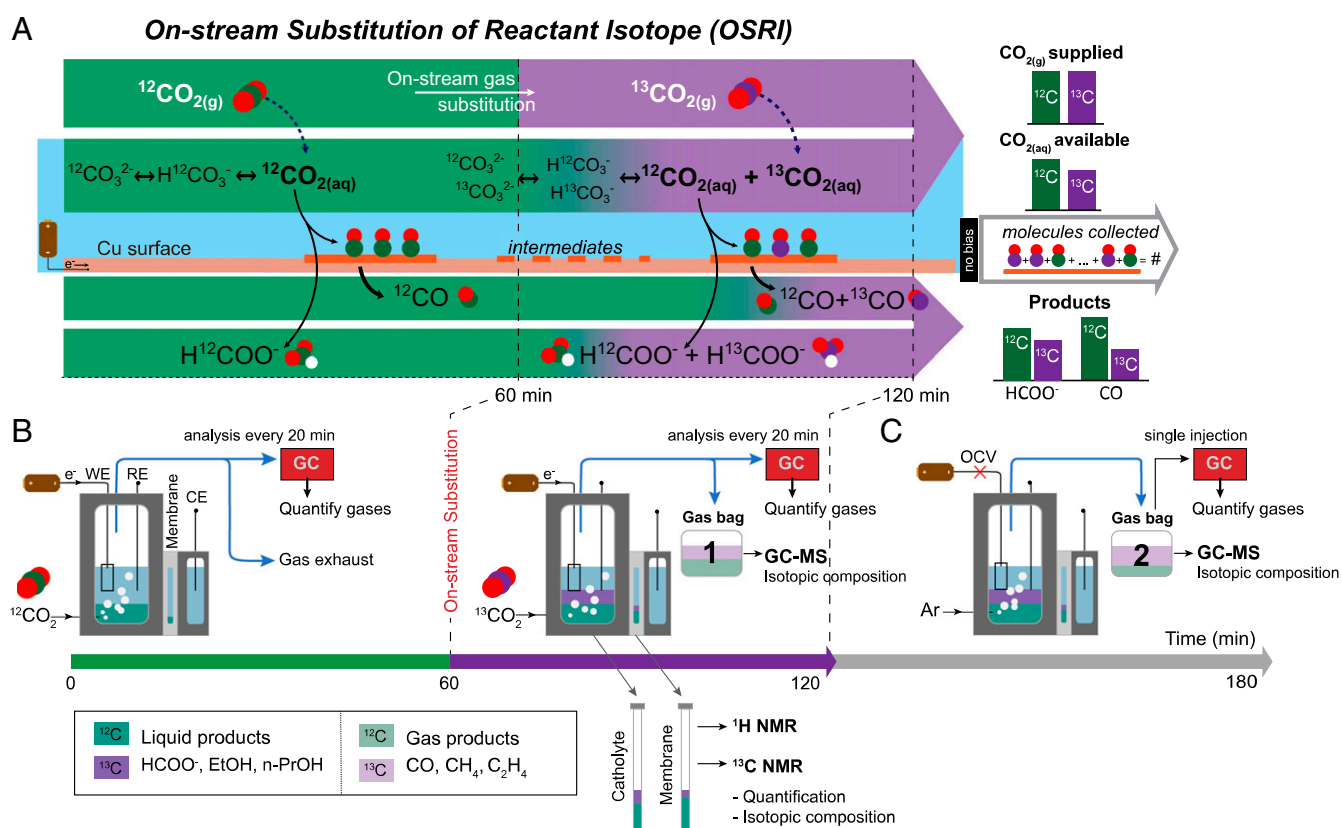 A
On-stream Substitution of Reactant Isotope (OSRI)
¹²CO₂(g)
On-stream gas
substitution
¹³CO₂(g)
¹²CO₃²⁻ ↔ H¹²CO₃⁻ ↔ ¹²CO₂(aq)
¹²CO₃²⁻
¹³CO₃²⁻
↔
H¹²CO₃⁻
H¹³CO₃⁻
↔ ¹²CO₂(aq) + ¹³CO₂(aq)
Cu surface
e⁻
intermediates
¹²CO
¹²CO+¹³CO
H¹²COO⁻
H¹²COO⁻ + H¹³COO⁻
60 min
120 min
CO₂(g) supplied
¹²C
¹³C
CO₂(aq) available
¹²C
¹³C
no bias
molecules collected
+ + + ... + + = #
Products
¹²C
¹³C
¹²C
¹³C
HCOO⁻
CO
B
analysis every 20 min
e⁻
WE
RE
Membrane
CE
GC
Quantify gases
Gas exhaust
¹²CO₂
On-stream Substitution
analysis every 20 min
e⁻
GC
Quantify gases
Gas bag
1
GC-MS
Isotopic composition
¹³CO₂
C
single injection
OCV
GC
Quantify gases
Gas bag
2
GC-MS
Isotopic composition
Ar
Time (min)
0
60
120
180
¹²C
Liquid products
¹³C
HCOO⁻, EtOH, n-PrOH
¹²C
Gas products
¹³C
CO, CH₄, C₂H₄
Catholyte
Membrane
¹H NMR
¹³C NMR
- Quantification
- Isotopic composition